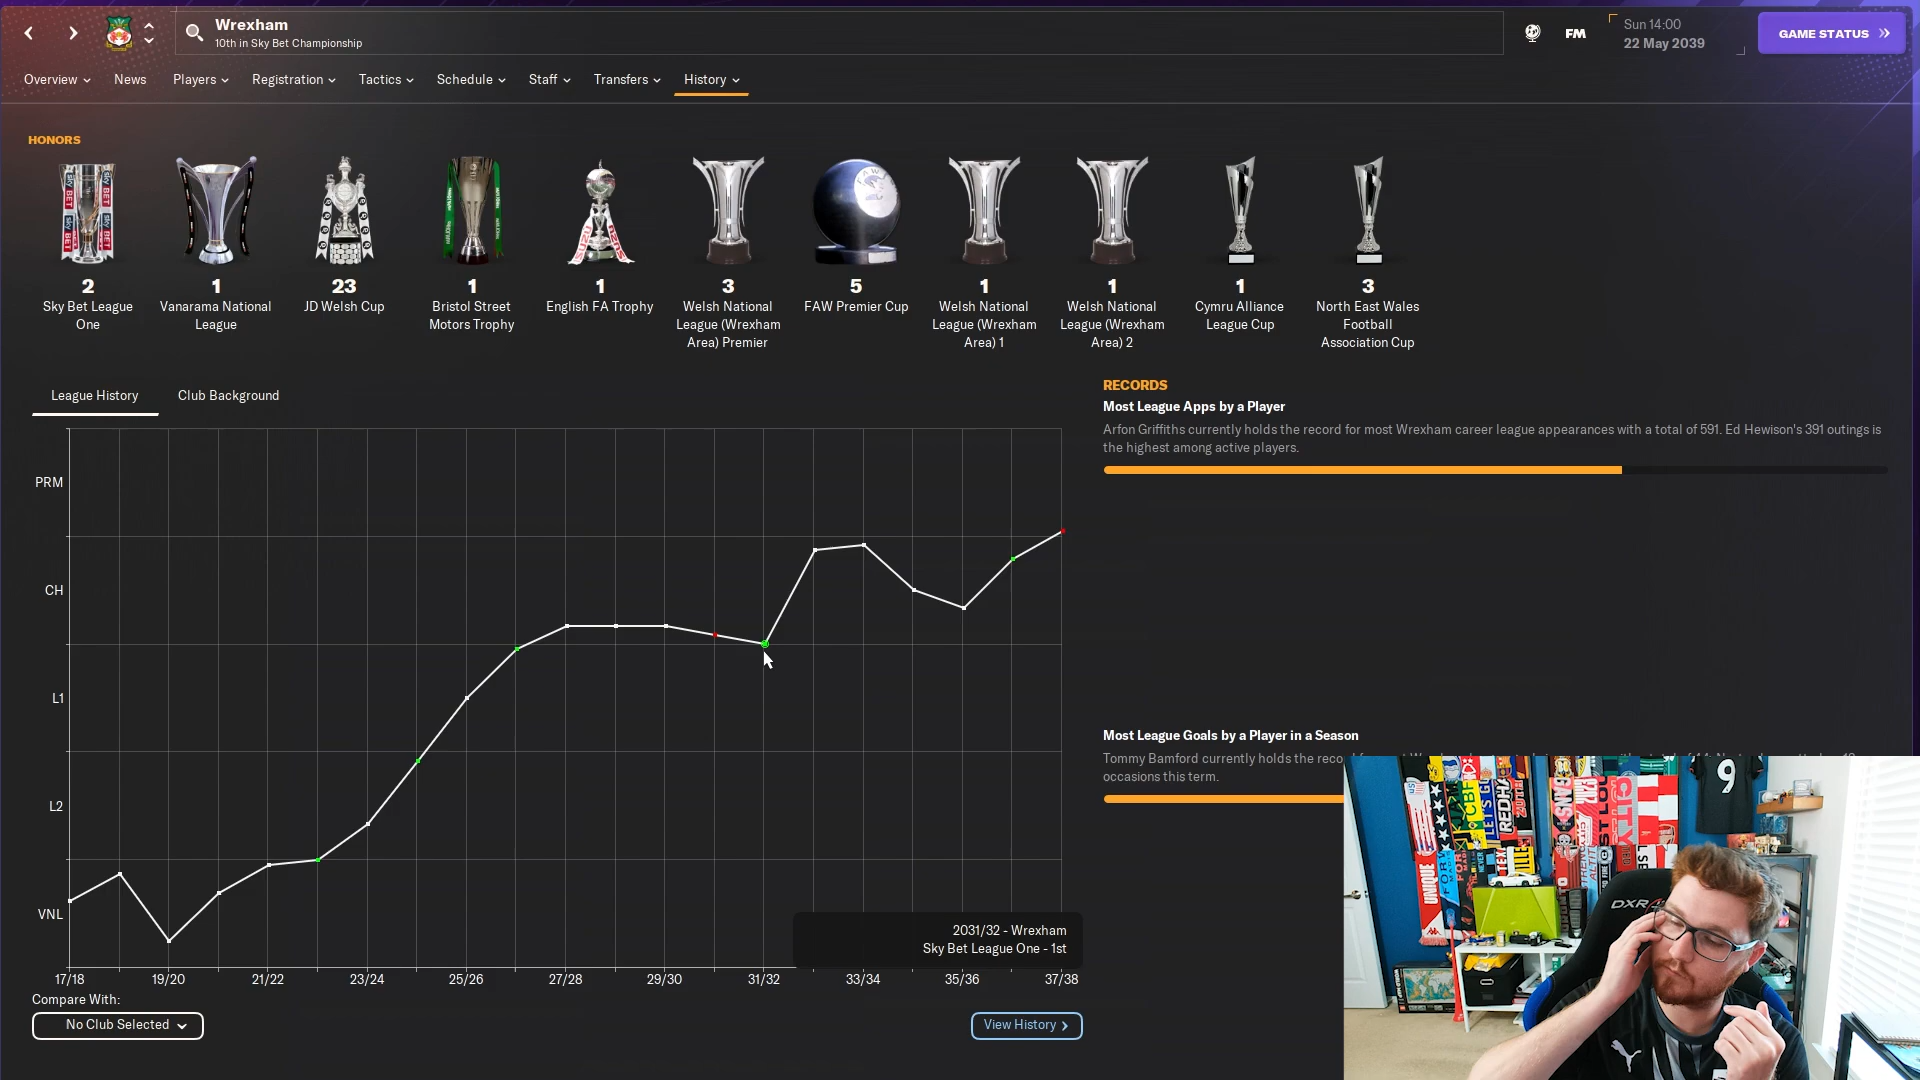 Wrexham
10th in Sky Bet Championship
FM
Sun 14:00
22 May 2039
GAME STATUS
Overview
News
Players
Registration
Tactics
Schedule
Staff
Transfers
History
HONORS
2
Sky Bet League
One
1
Vanarama National
League
23
JD Welsh Cup
1
Bristol Street
Motors Trophy
1
English FA Trophy
3
Welsh National
League (Wrexham
Area) Premier
5
FAW Premier Cup
1
Welsh National
League (Wrexham
Area) 1
1
Welsh National
League (Wrexham
Area) 2
1
Cymru Alliance
League Cup
3
North East Wales
Football
Association Cup
League History
Club Background
PRM
CH
L1
L2
VNL
17/18
19/20
21/22
23/24
25/26
27/28
29/30
31/32
33/34
35/36
37/38
2031/32 - Wrexham
Sky Bet League One - 1st
Compare With:
No Club Selected
View History
RECORDS
Most League Apps by a Player
Arfon Griffiths currently holds the record for most Wrexham career league appearances with a total of 591. Ed Hewison's 391 outings is
the highest among active players.
Most League Goals by a Player in a Season
Tommy Bamford currently holds the
occasions this term.
9
CITY
UNIQUE
DXR